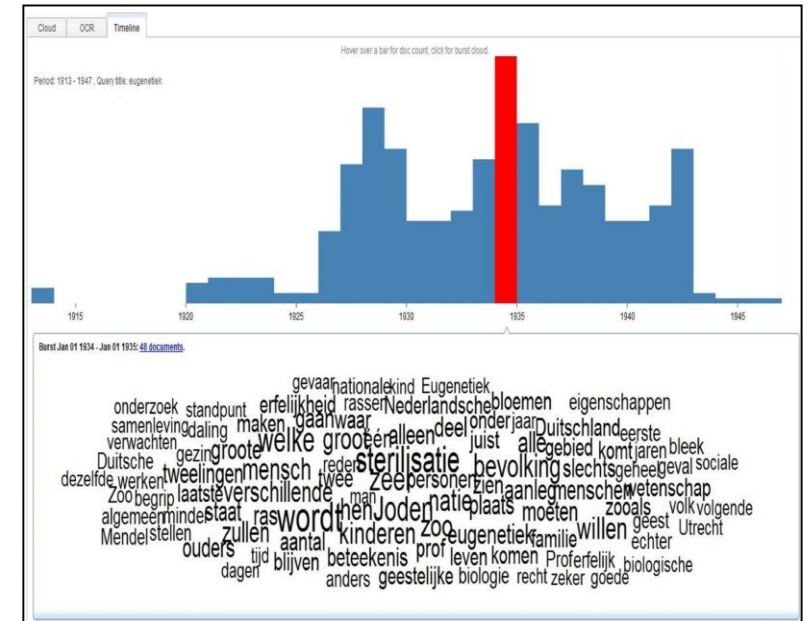 Cloud OCR Timeline
Hover over a bar for doc count, click for burst cloud.
Period: 1913 - 1947 , Query title: eugenetiek
1915 1920 1925 1930 1935 1940 1945
Burst Jan 01 1934 - Jan 01 1935: 48 documents.
gevaar nationale kind Eugenetiek
onderzoek standpunt erfelijkheid rassen Nederlandsche bloemen eigenschappen
samenleving daling maken gaan waar één alleen deel onder jaar Duitschland eerste
verwachten gezin groote welke groot juist alle gebied komt jaren bleek
Duitsche tweelingen mensch reden sterilisatie bevolking slechts geheel geval sociale
dezelfde werken twee zeer personen zien aanleg menschen wetenschap
Zoo begrip laatste verschillende man natie plaats moeten zooals volk volgende
algemeen minder staat ras wordt hen Joden zoo eugenetiek familie willen geest Utrecht
Mendel stellen zullen aantal kinderen prof leven komen Prof erfelijk echter
ouders tijd blijven beteekenis biologische
dagen anders geestelijke biologie recht zeker goede